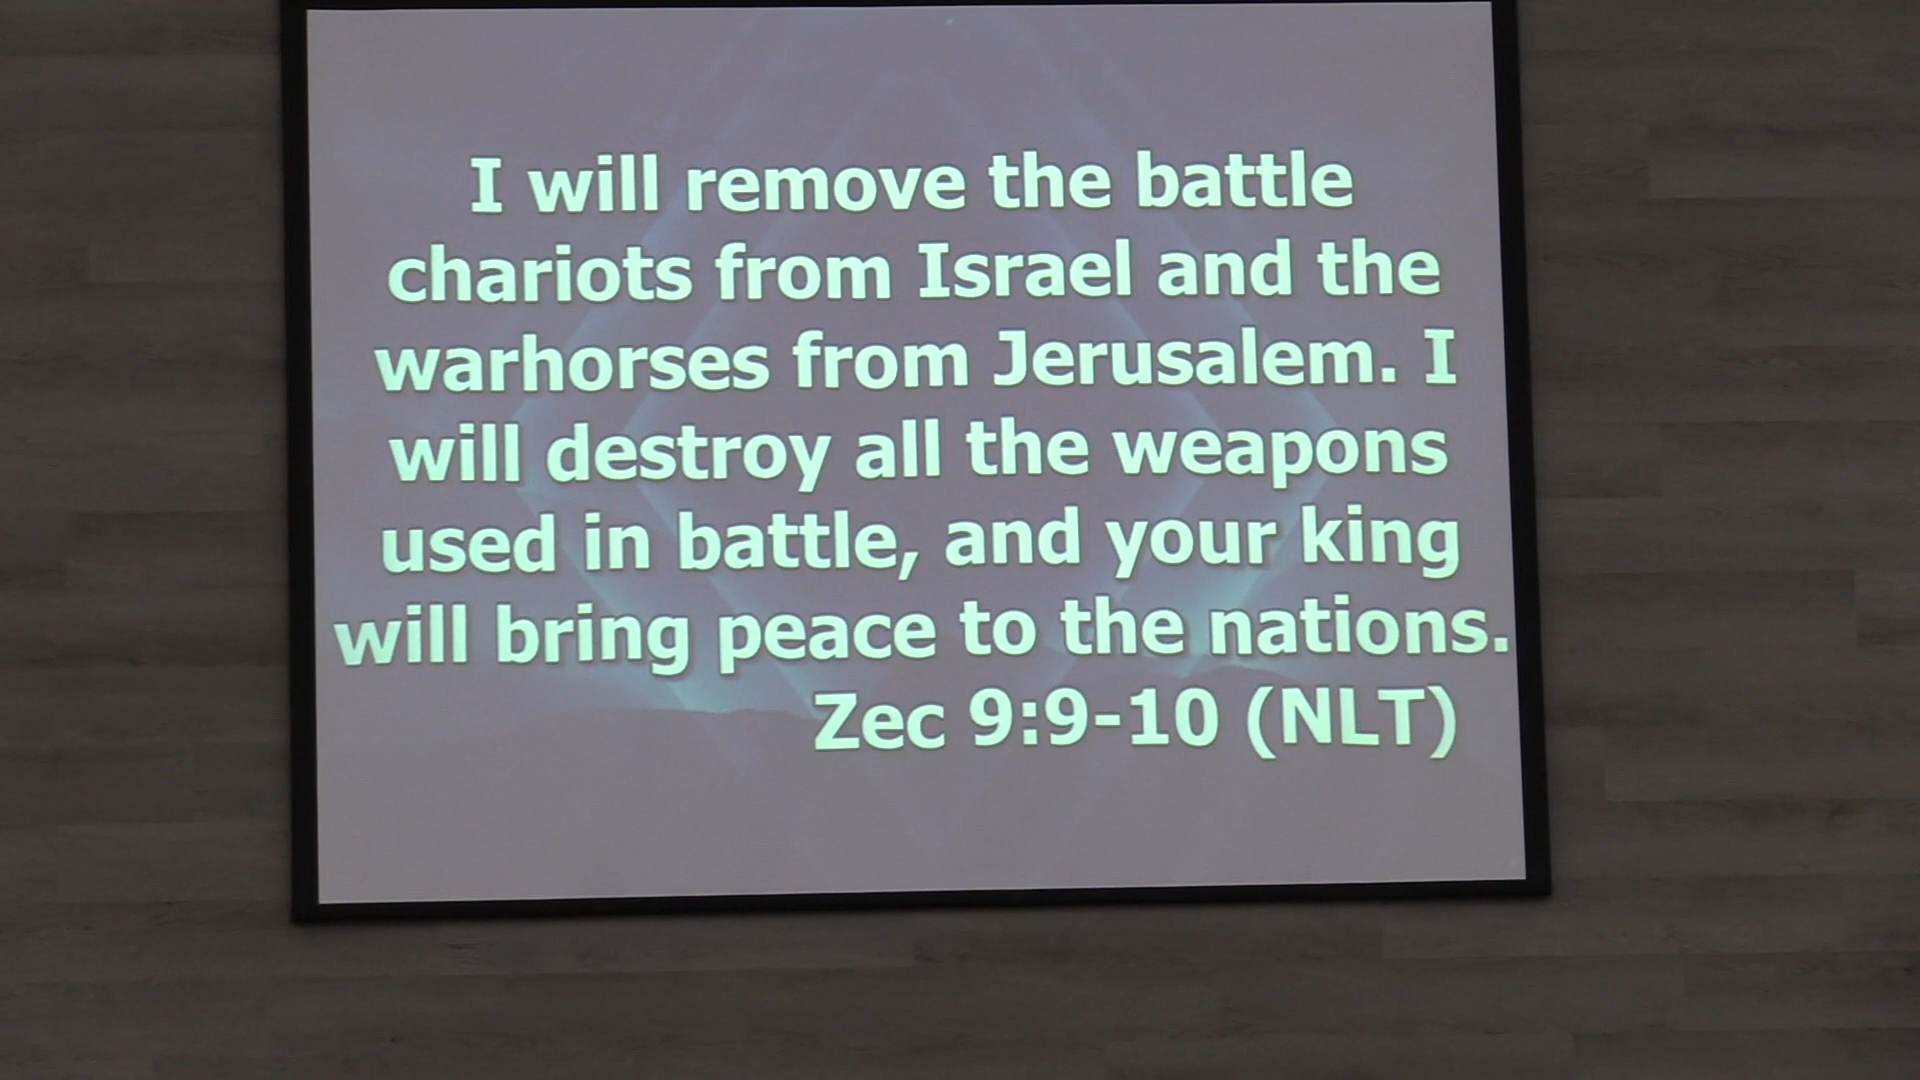 I will remove the battle
chariots from Israel and the
warhorses from Jerusalem. I
will destroy all the weapons
used in battle, and your king
will bring peace to the nations.
Zec 9:9-10 (NLT)